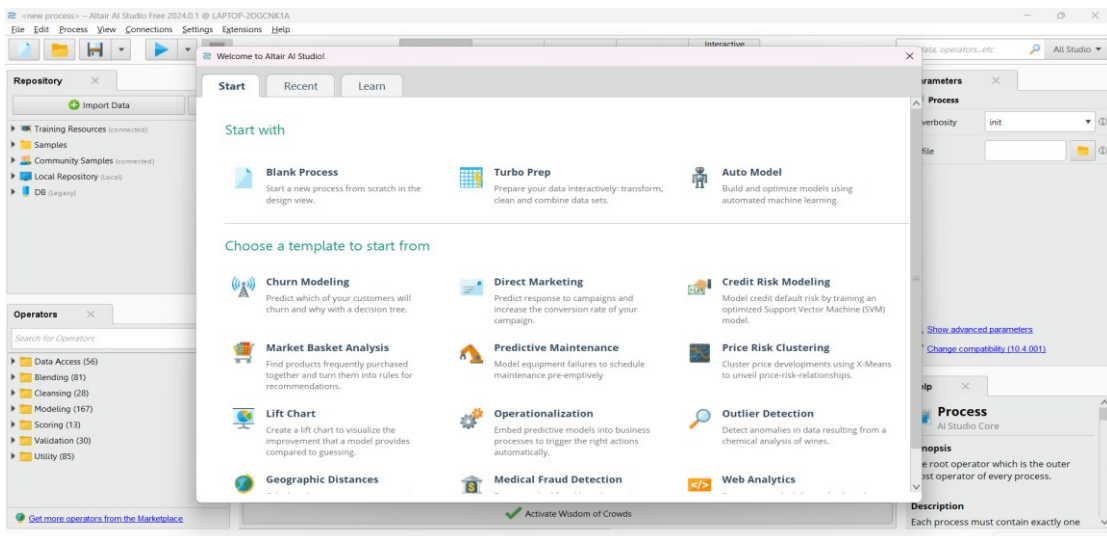 <new process> – Altair AI Studio Free 2024.0.1 @ LAPTOP-2DGCNK1A
File Edit Process View Connections Settings Extensions Help
Interactive
data, operators...etc
All Studio
Welcome to Altair AI Studio!
Repository
Import Data
Training Resources (connected)
Samples
Community Samples (connected)
Local Repository (Local)
DB (Legacy)
Operators
Search for Operators
Data Access (56)
Blending (81)
Cleansing (28)
Modeling (167)
Scoring (13)
Validation (30)
Utility (85)
Get more operators from the Marketplace
Start Recent Learn
Start with
Blank Process
Start a new process from scratch in the
design view.
Turbo Prep
Prepare your data interactively: transform,
clean and combine data sets.
Auto Model
Build and optimize models using
automated machine learning.
Choose a template to start from
Churn Modeling
Predict which of your customers will
churn and why with a decision tree.
Direct Marketing
Predict response to campaigns and
increase the conversion rate of your
campaign.
Credit Risk Modeling
Model credit default risk by training an
optimized Support Vector Machine (SVM)
model.
Market Basket Analysis
Find products frequently purchased
together and turn them into rules for
recommendations.
Predictive Maintenance
Model equipment failures to schedule
maintenance pre-emptively
Price Risk Clustering
Cluster price developments using X-Means
to unveil price-risk-relationships.
Lift Chart
Create a lift chart to visualize the
improvement that a model provides
compared to guessing.
Operationalization
Embed predictive models into business
processes to trigger the right actions
automatically.
Outlier Detection
Detect anomalies in data resulting from a
chemical analysis of wines.
Geographic Distances
Medical Fraud Detection
Web Analytics
Activate Wisdom of Crowds
rameters
Process
verbosity
init
file
Show advanced parameters
Change compatibility (10.4.001)
elp
Process
AI Studio Core
nopsis
e root operator which is the outer
ost operator of every process.
Description
Each process must contain exactly one